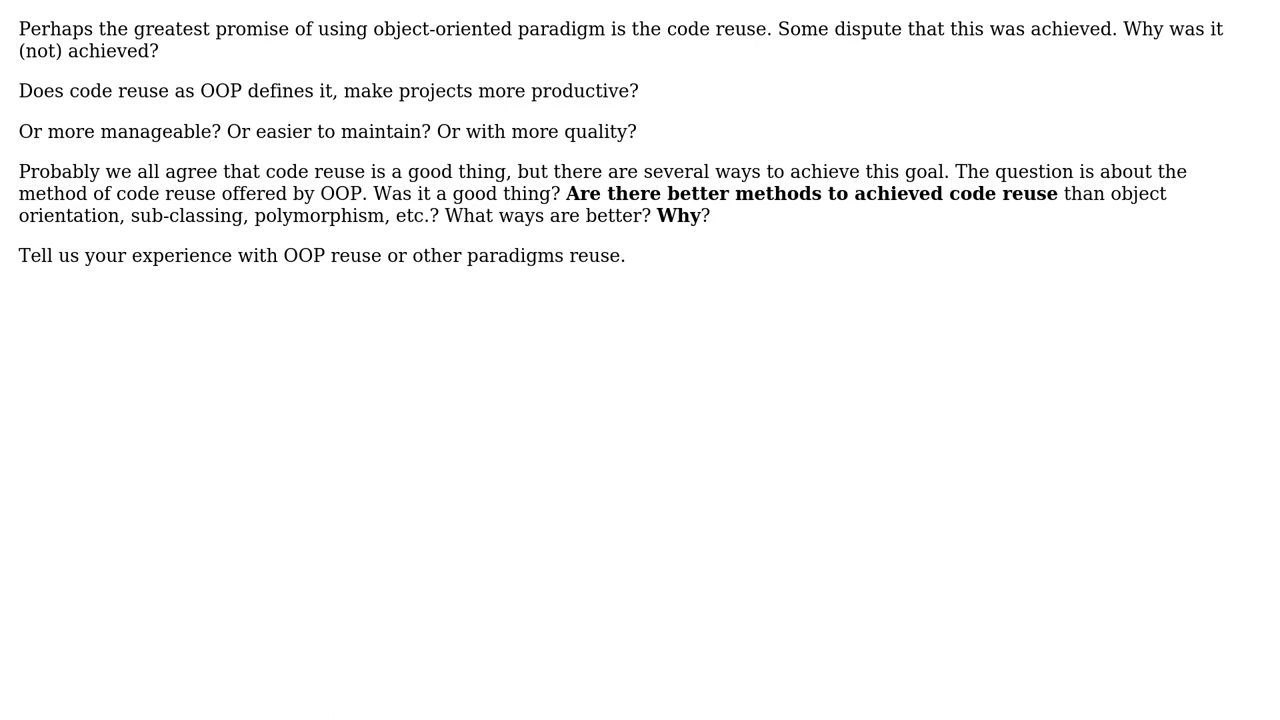 Perhaps the greatest promise of using object-oriented paradigm is the code reuse. Some dispute that this was achieved. Why was it
(not) achieved?
Does code reuse as OOP defines it, make projects more productive?
Or more manageable? Or easier to maintain? Or with more quality?
Probably we all agree that code reuse is a good thing, but there are several ways to achieve this goal. The question is about the
method of code reuse offered by OOP. Was it a good thing? Are there better methods to achieved code reuse than object
orientation, sub-classing, polymorphism, etc.? What ways are better? Why?
Tell us your experience with OOP reuse or other paradigms reuse.